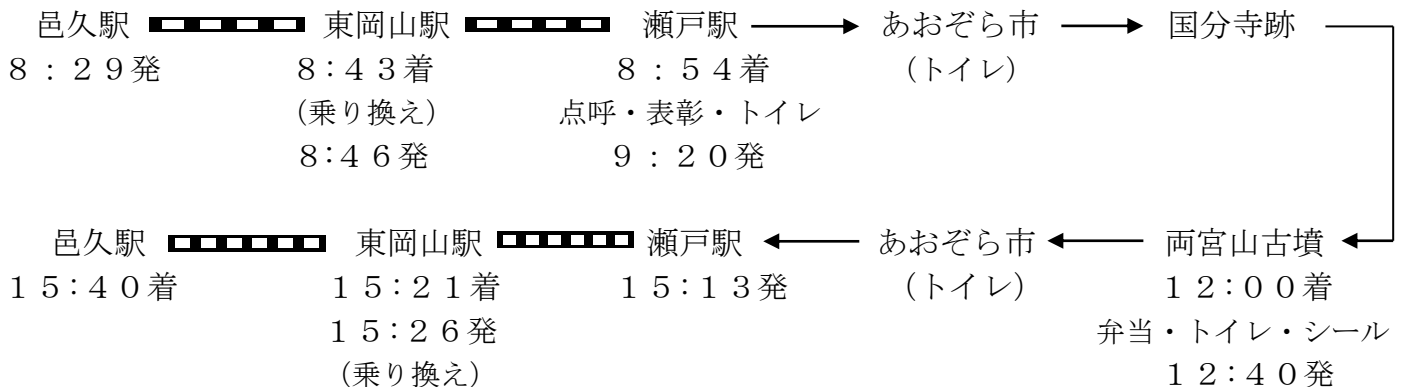 邑久駅 東岡山駅 瀬戸駅 あおぞら市 国分寺跡
８：２９発 ８：４３着 ８：５４着 （トイレ）
（乗り換え） 点呼・表彰・トイレ
８：４６発 ９：２０発
邑久駅 東岡山駅 瀬戸駅 あおぞら市 両宮山古墳
１５：４０着 １５：２１着 １５：１３発 （トイレ） １２：００着
１５：２６発 弁当・トイレ・シール
（乗り換え） １２：４０発